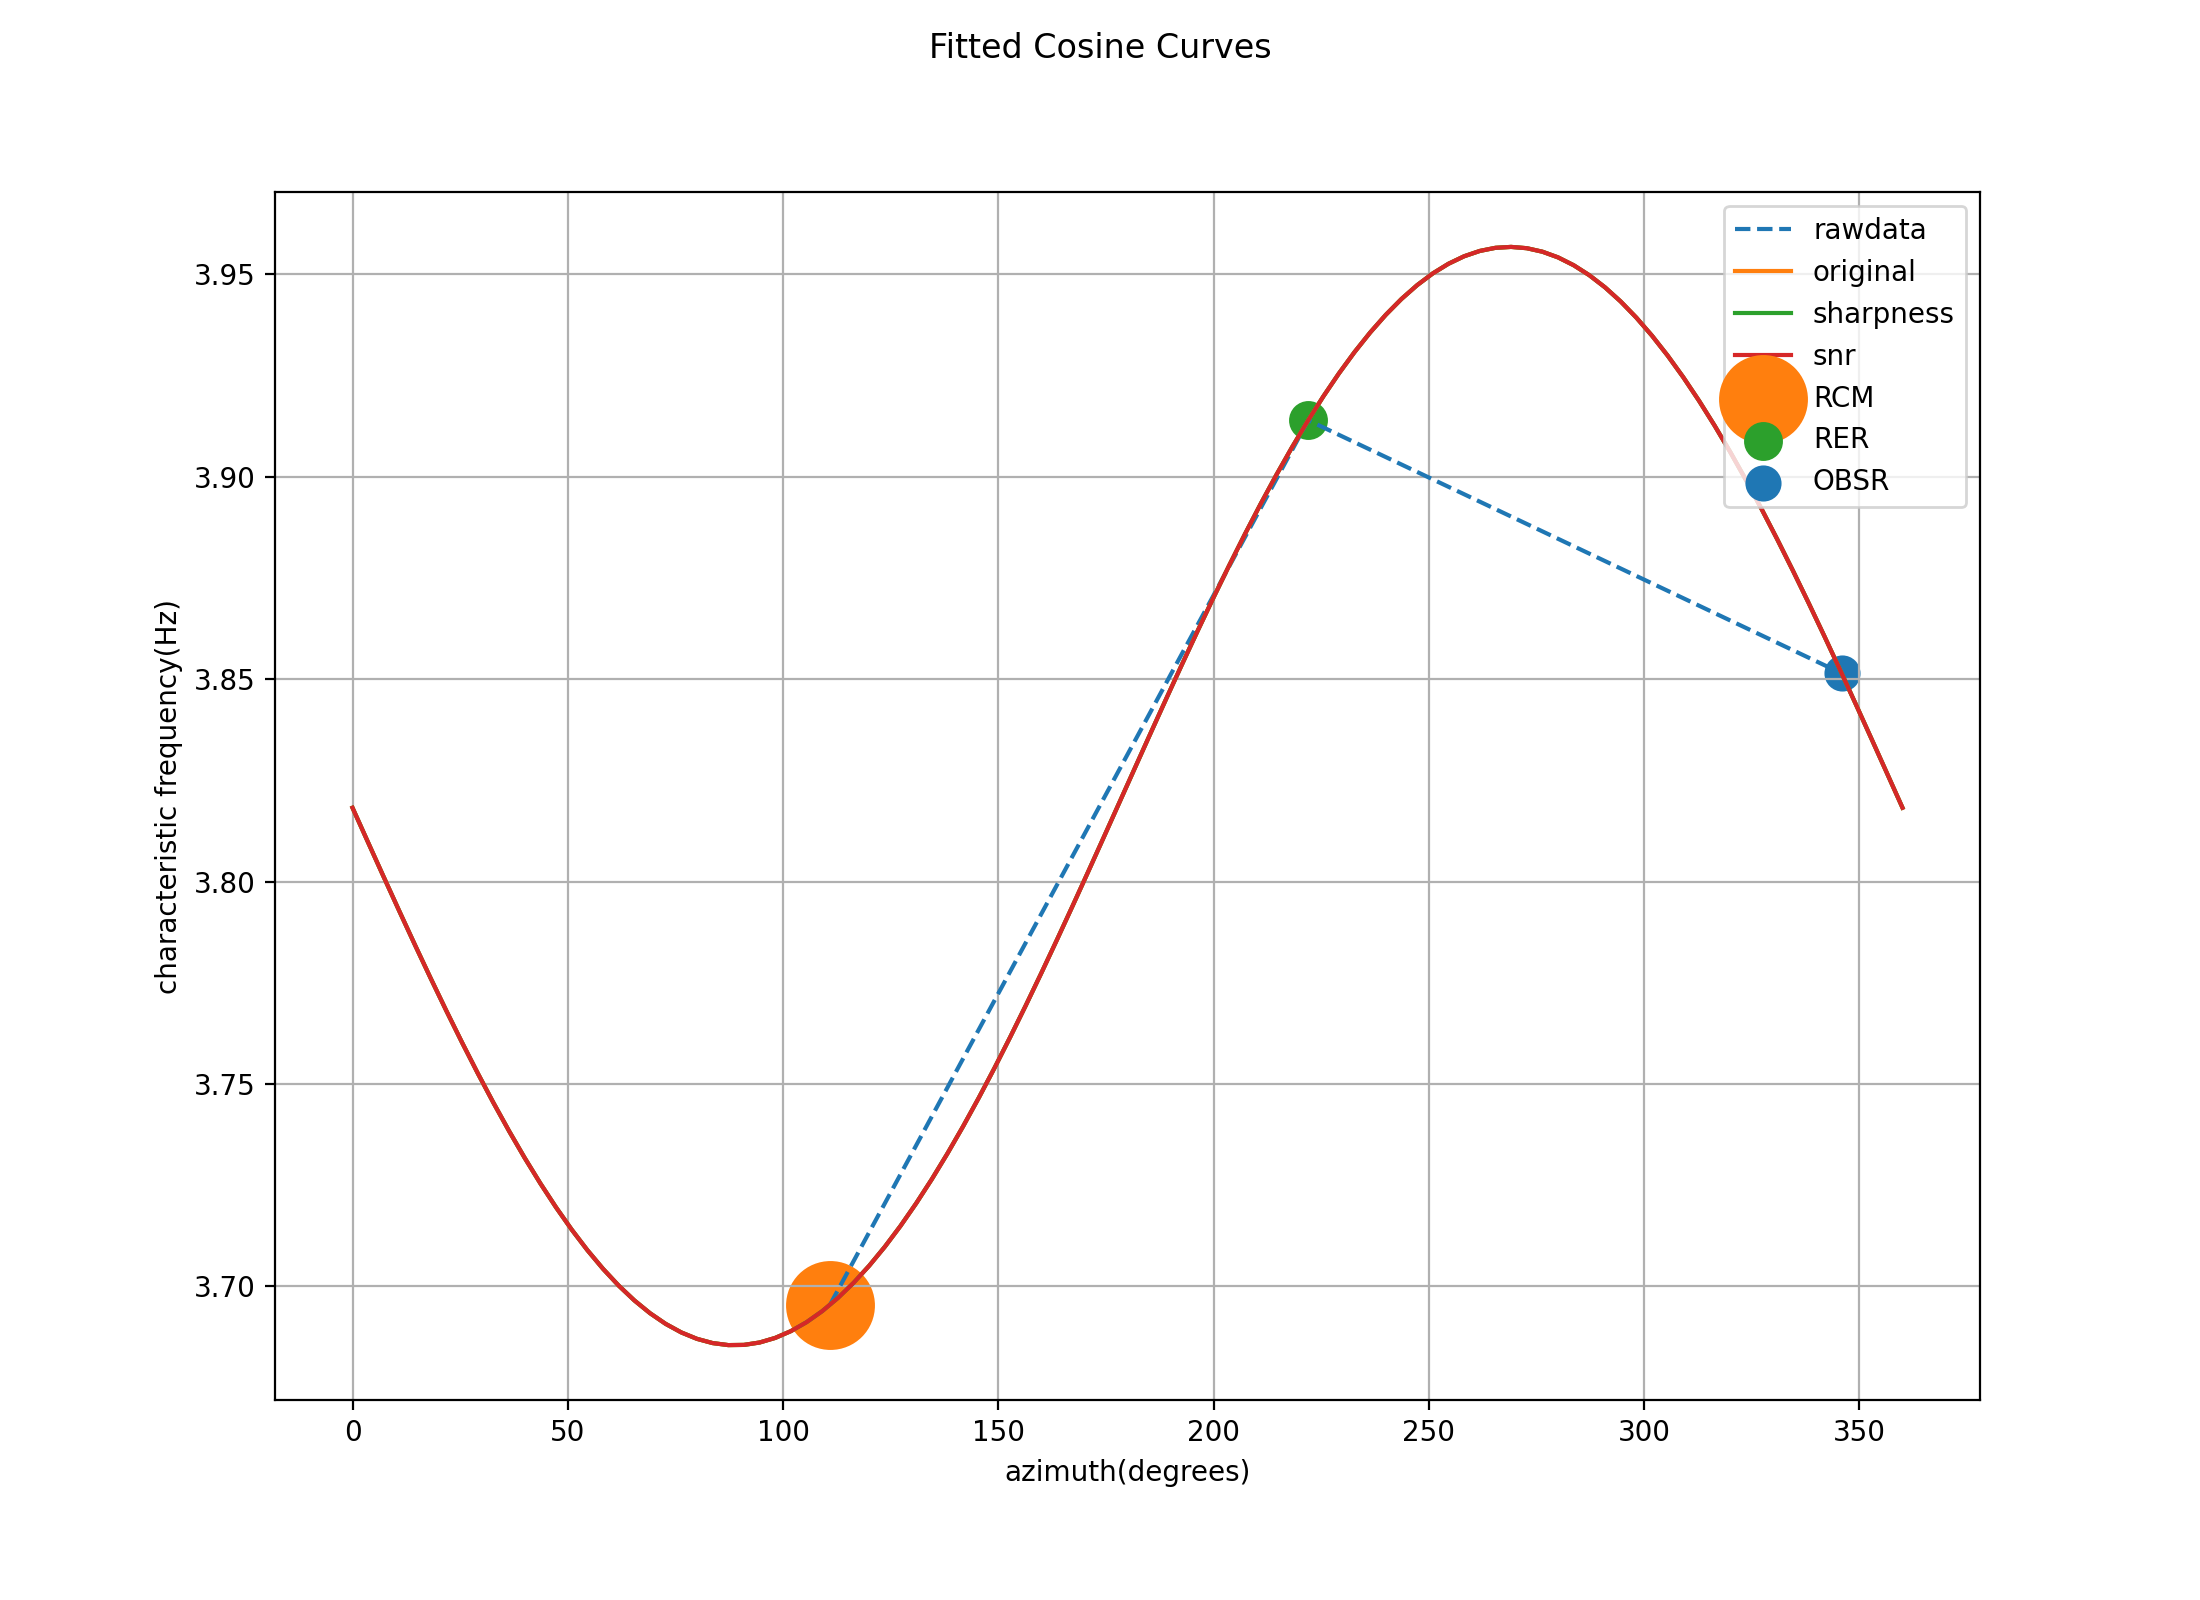 Fitted Cosine Curves
rawdata
original
sharpness
snr
RCM
RER
OBSR
3.95
3.90
3.85
3.80
3.75
3.70
characteristic frequency(Hz)
0 50 100 150 200 250 300 350
azimuth(degrees)